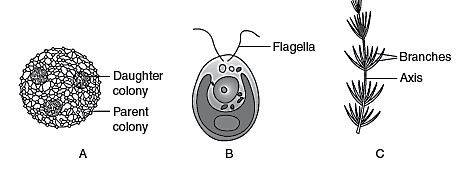 Flagella
Branches
Axis
Daughter
colony
Parent
colony
A
B
C